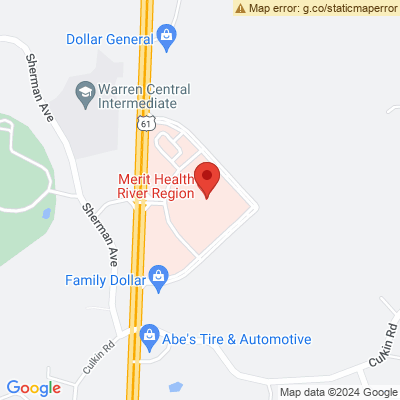 Map error: g.co/staticmaperror
Dollar General
Sherman Ave
Warren Central
Intermediate
61
Merit Health
River Region
Sherman Ave
Family Dollar
Abe's Tire & Automotive
Culkin Rd
Culkin Rd
Google
Map data ©2024 Google